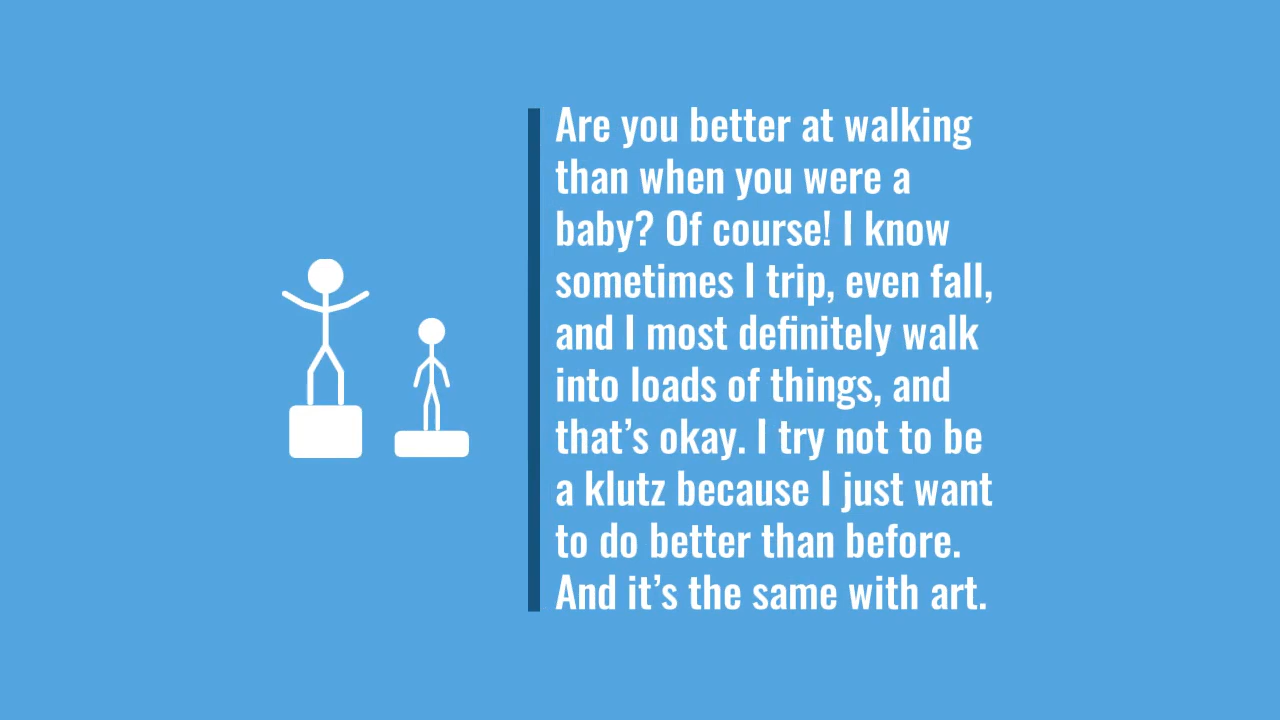 Are you better at walking
than when you were a
baby? Of course! I know
sometimes I trip, even fall,
and I most definitely walk
into loads of things, and
that’s okay. I try not to be
a klutz because I just want
to do better than before.
And it’s the same with art.